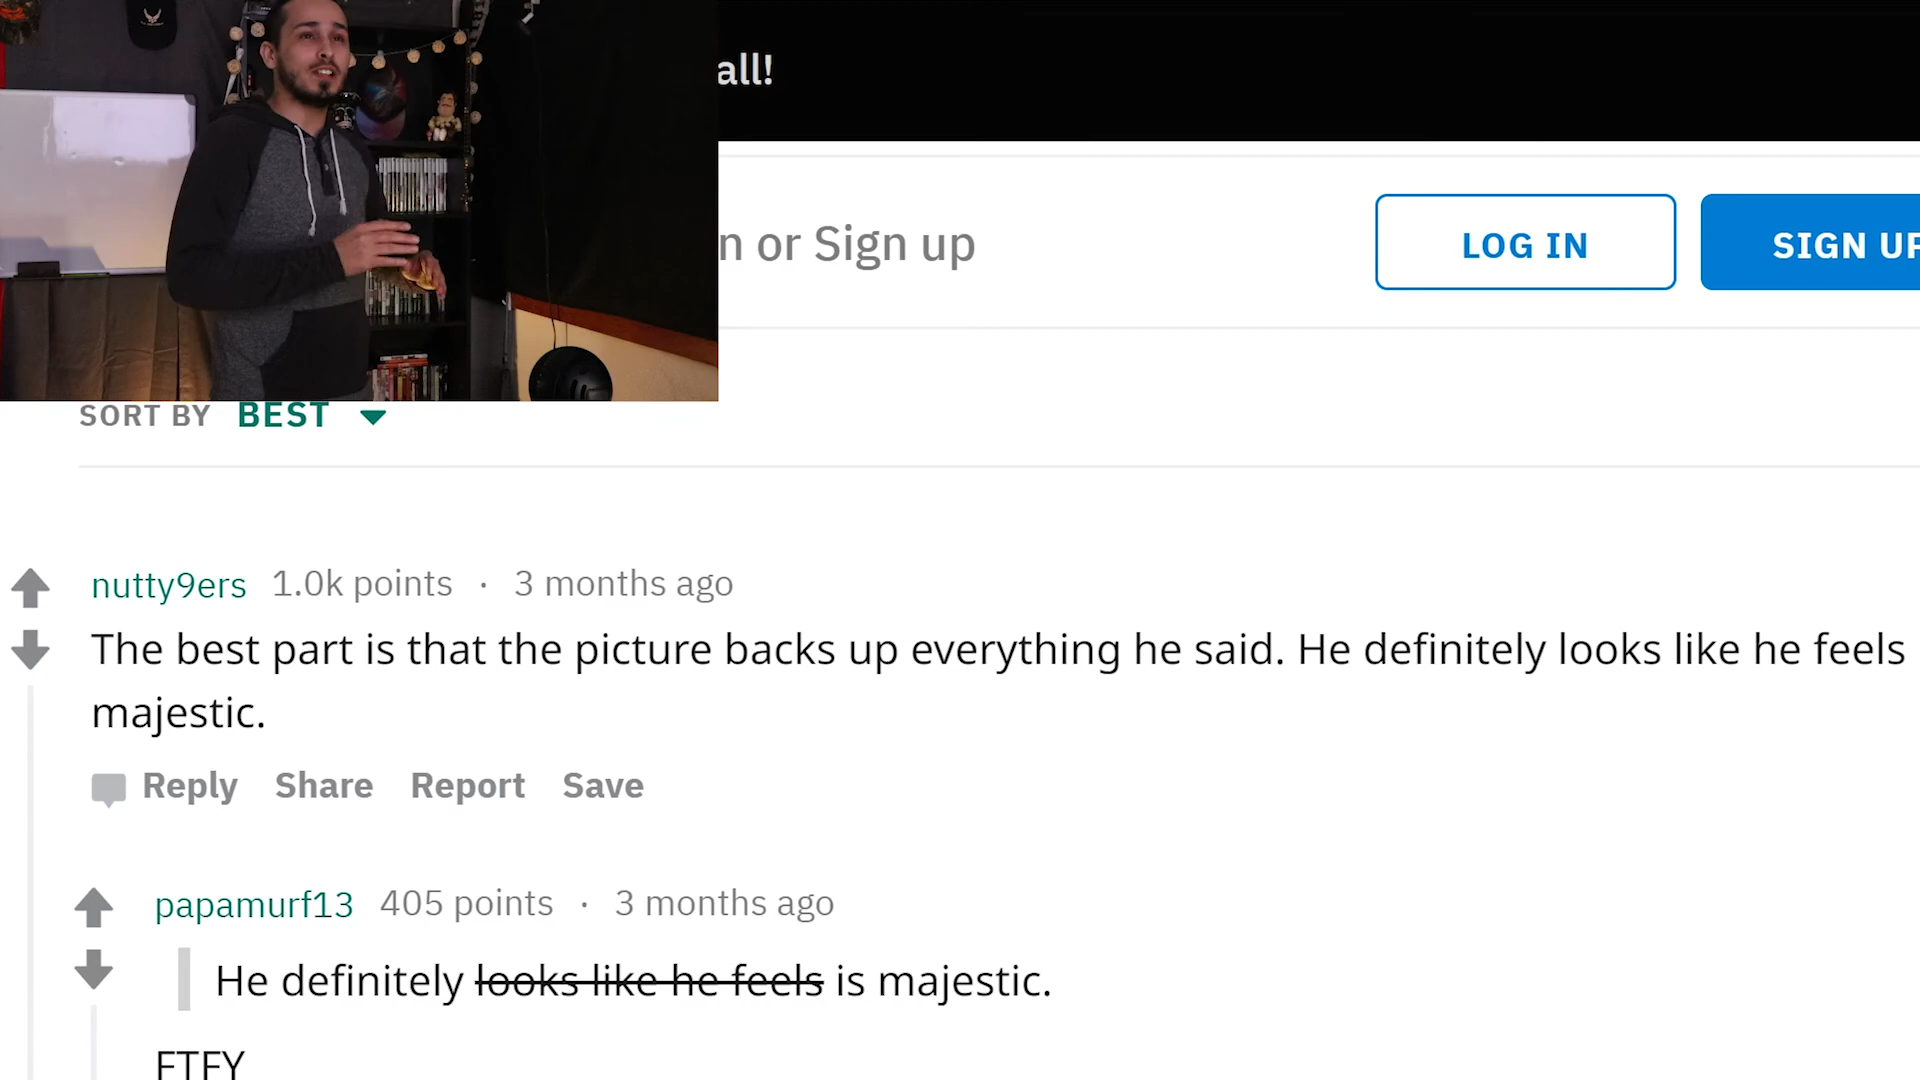 all!
n or Sign up
LOG IN
SIGN UP
SORT BY BEST
nutty9ers 1.0k points · 3 months ago
The best part is that the picture backs up everything he said. He definitely looks like he feels
majestic.
Reply Share Report Save
papamurf13 405 points · 3 months ago
He definitely looks like he feels is majestic.
FTFY